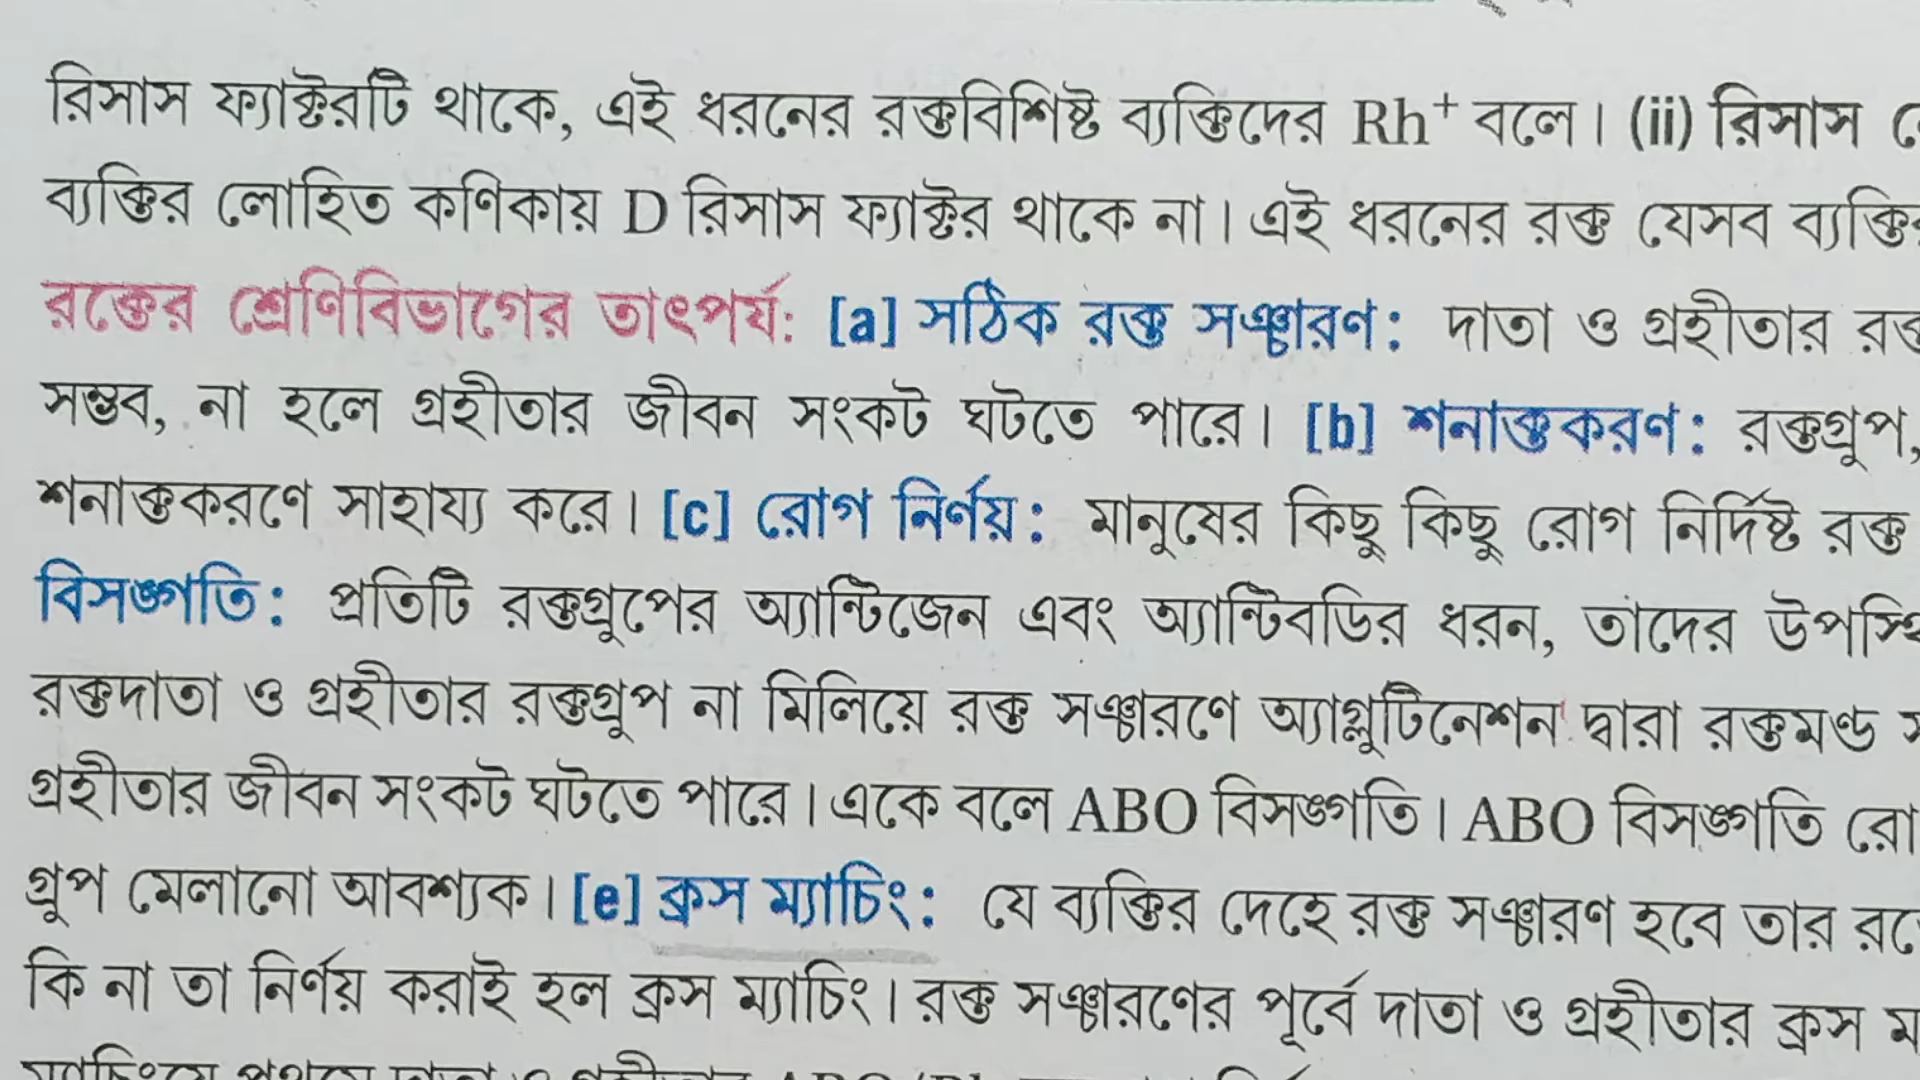 রিসাস ফ্যাক্টরটি থাকে, এই ধরনের রক্তবিশিষ্ট ব্যক্তিদের Rh⁺ বলে। (ii) রিসাস
ব্যক্তির লোহিত কণিকায় D রিসাস ফ্যাক্টর থাকে না। এই ধরনের রক্ত যেসব
রক্তের শ্রেণিবিভাগের তাৎপর্য: [a] সঠিক রক্ত সঞ্চারণ: দাতা ও গ্রহীতার
সম্ভব, না হলে গ্রহীতার জীবন সংকট ঘটতে পারে। [b] শনাক্তকরণ: রক্তগ্রুপ,
শনাক্তকরণে সাহায্য করে। [c] রোগ নির্ণয়: মানুষের কিছু কিছু রোগ নির্দিষ্ট রক্ত
বিসঙ্গতি: প্রতিটি রক্তগ্রুপের অ্যান্টিজেন এবং অ্যান্টিবডির ধরন, তাদের
রক্তদাতা ও গ্রহীতার রক্তগ্রুপ না মিলিয়ে রক্ত সঞ্চারণে অ্যাগ্লুটিনেশন দ্বারা রক্তমণ্ড
গ্রহীতার জীবন সংকট ঘটতে পারে। একে বলে ABO বিসঙ্গতি। ABO বিসঙ্গতি
গ্রুপ মেলানো আবশ্যক। [e] ক্রস ম্যাচিং: যে ব্যক্তির দেহে রক্ত সঞ্চারণ হবে তার
কি না তা নির্ণয় করাই হল ক্রস ম্যাচিং। রক্ত সঞ্চারণের পূর্বে দাতা ও গ্রহীতার ক্রস